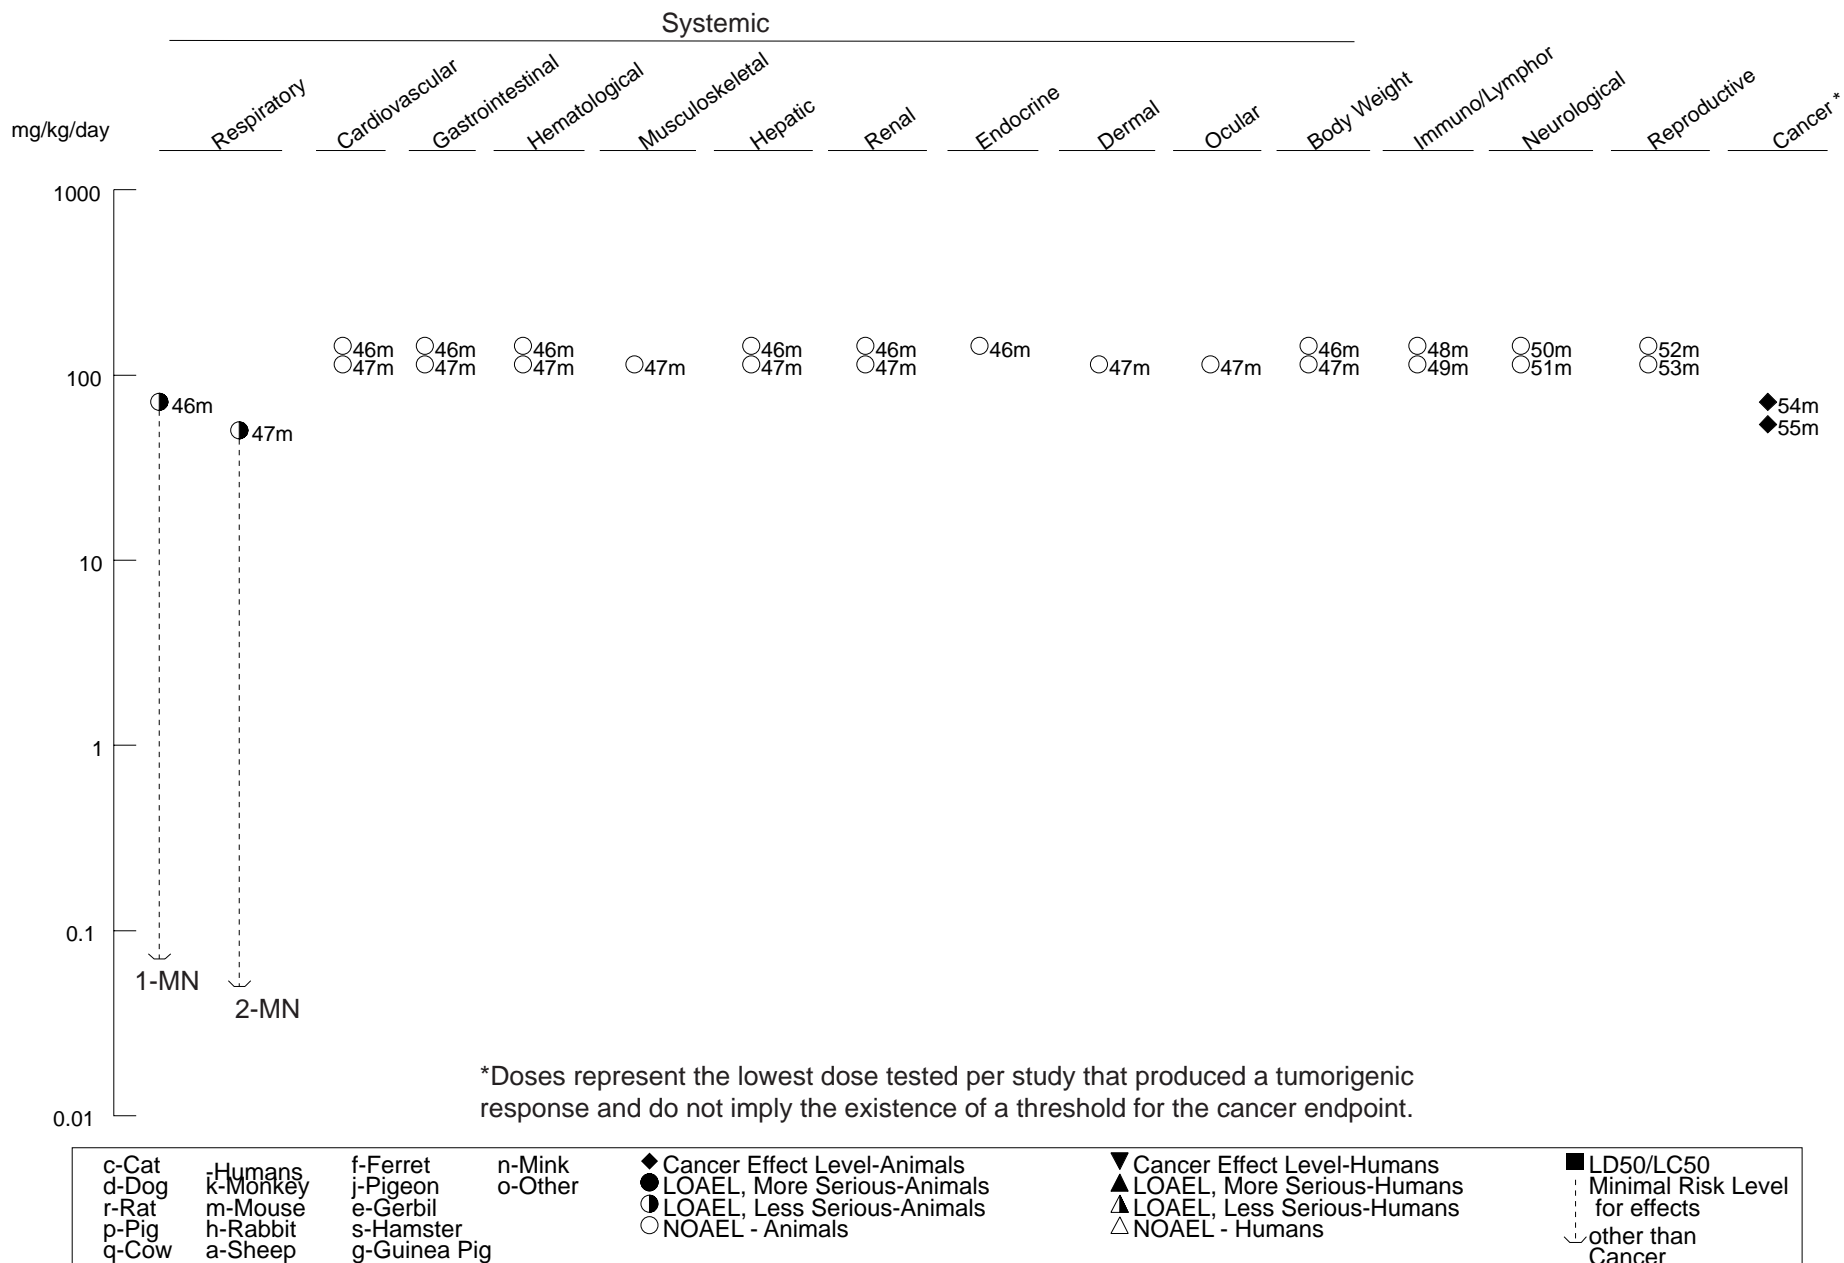 Systemic
mg/kg/day
Respiratory
Cardiovascular
Gastrointestinal
Hematological
Musculoskeletal
Hepatic
Renal
Endocrine
Dermal
Ocular
Body Weight
Immuno/Lymphor
Neurological
Reproductive
Cancer *
1000
46m 46m 46m 46m 46m 46m 46m 48m 50m 52m
47m 47m 47m 47m 47m 47m 47m 47m 47m 49m 51m 53m
100
46m 54m
47m 55m
10
1
0.1
1-MN
2-MN
0.01
*Doses represent the lowest dose tested per study that produced a tumorigenic
response and do not imply the existence of a threshold for the cancer endpoint.
c-Cat
d-Dog
r-Rat
p-Pig
q-Cow
-Humans
k-Monkey
m-Mouse
h-Rabbit
a-Sheep
f-Ferret
j-Pigeon
e-Gerbil
s-Hamster
g-Guinea Pig
n-Mink
o-Other
Cancer Effect Level-Animals
LOAEL, More Serious-Animals
LOAEL, Less Serious-Animals
NOAEL - Animals
Cancer Effect Level-Humans
LOAEL, More Serious-Humans
LOAEL, Less Serious-Humans
NOAEL - Humans
LD50/LC50
Minimal Risk Level
for effects
other than
Cancer